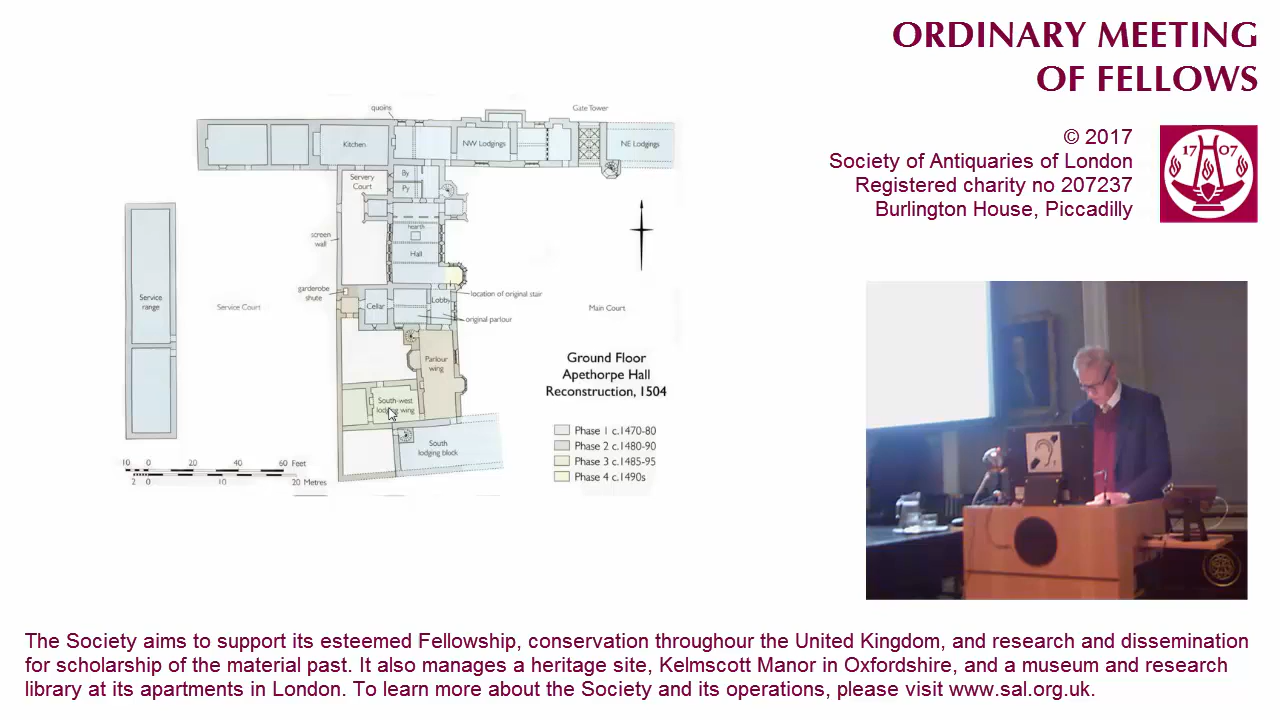 ORDINARY MEETING
OF FELLOWS
© 2017
Society of Antiquaries of London
Registered charity no 207237
Burlington House, Piccadilly
17 07
quoins
Gate Tower
Kitchen
NW Lodgings
NE Lodgings
Servery
Court
By
Py
hearth
screen
wall
Hall
garderobe
shute
Service
range
Service Court
Cellar
Lobby
location of original stair
original parlour
Main Court
Parlour
wing
Ground Floor
Apethorpe Hall
Reconstruction, 1504
South-west
lodging wing
South
lodging block
Phase 1 c.1470-80
Phase 2 c.1480-90
Phase 3 c.1485-95
Phase 4 c.1490s
10 0 20 40 60 Feet
2 0 10 20 Metres
The Society aims to support its esteemed Fellowship, conservation throughour the United Kingdom, and research and dissemination
for scholarship of the material past. It also manages a heritage site, Kelmscott Manor in Oxfordshire, and a museum and research
library at its apartments in London. To learn more about the Society and its operations, please visit www.sal.org.uk.